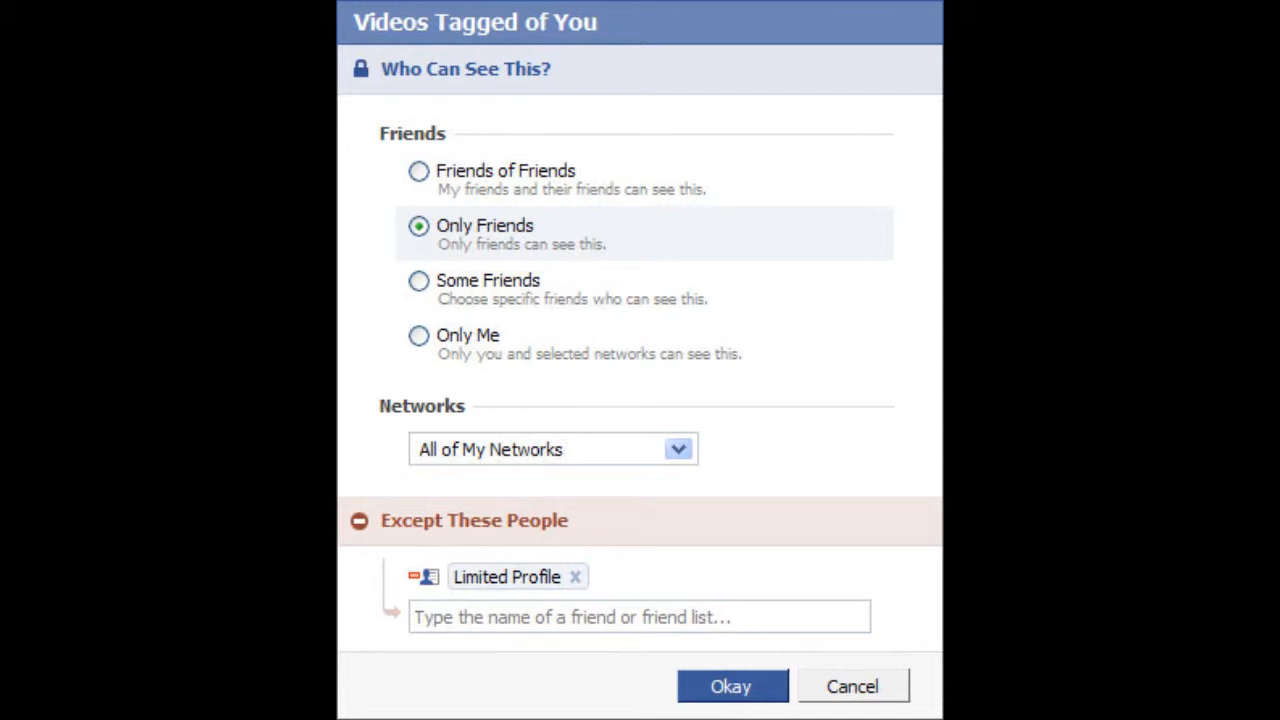 Videos Tagged of You
Who Can See This?
Friends
Friends of Friends
My friends and their friends can see this.
Only Friends
Only friends can see this.
Some Friends
Choose specific friends who can see this.
Only Me
Only you and selected networks can see this.
Networks
All of My Networks
Except These People
Limited Profile x
Type the name of a friend or friend list...
Okay Cancel